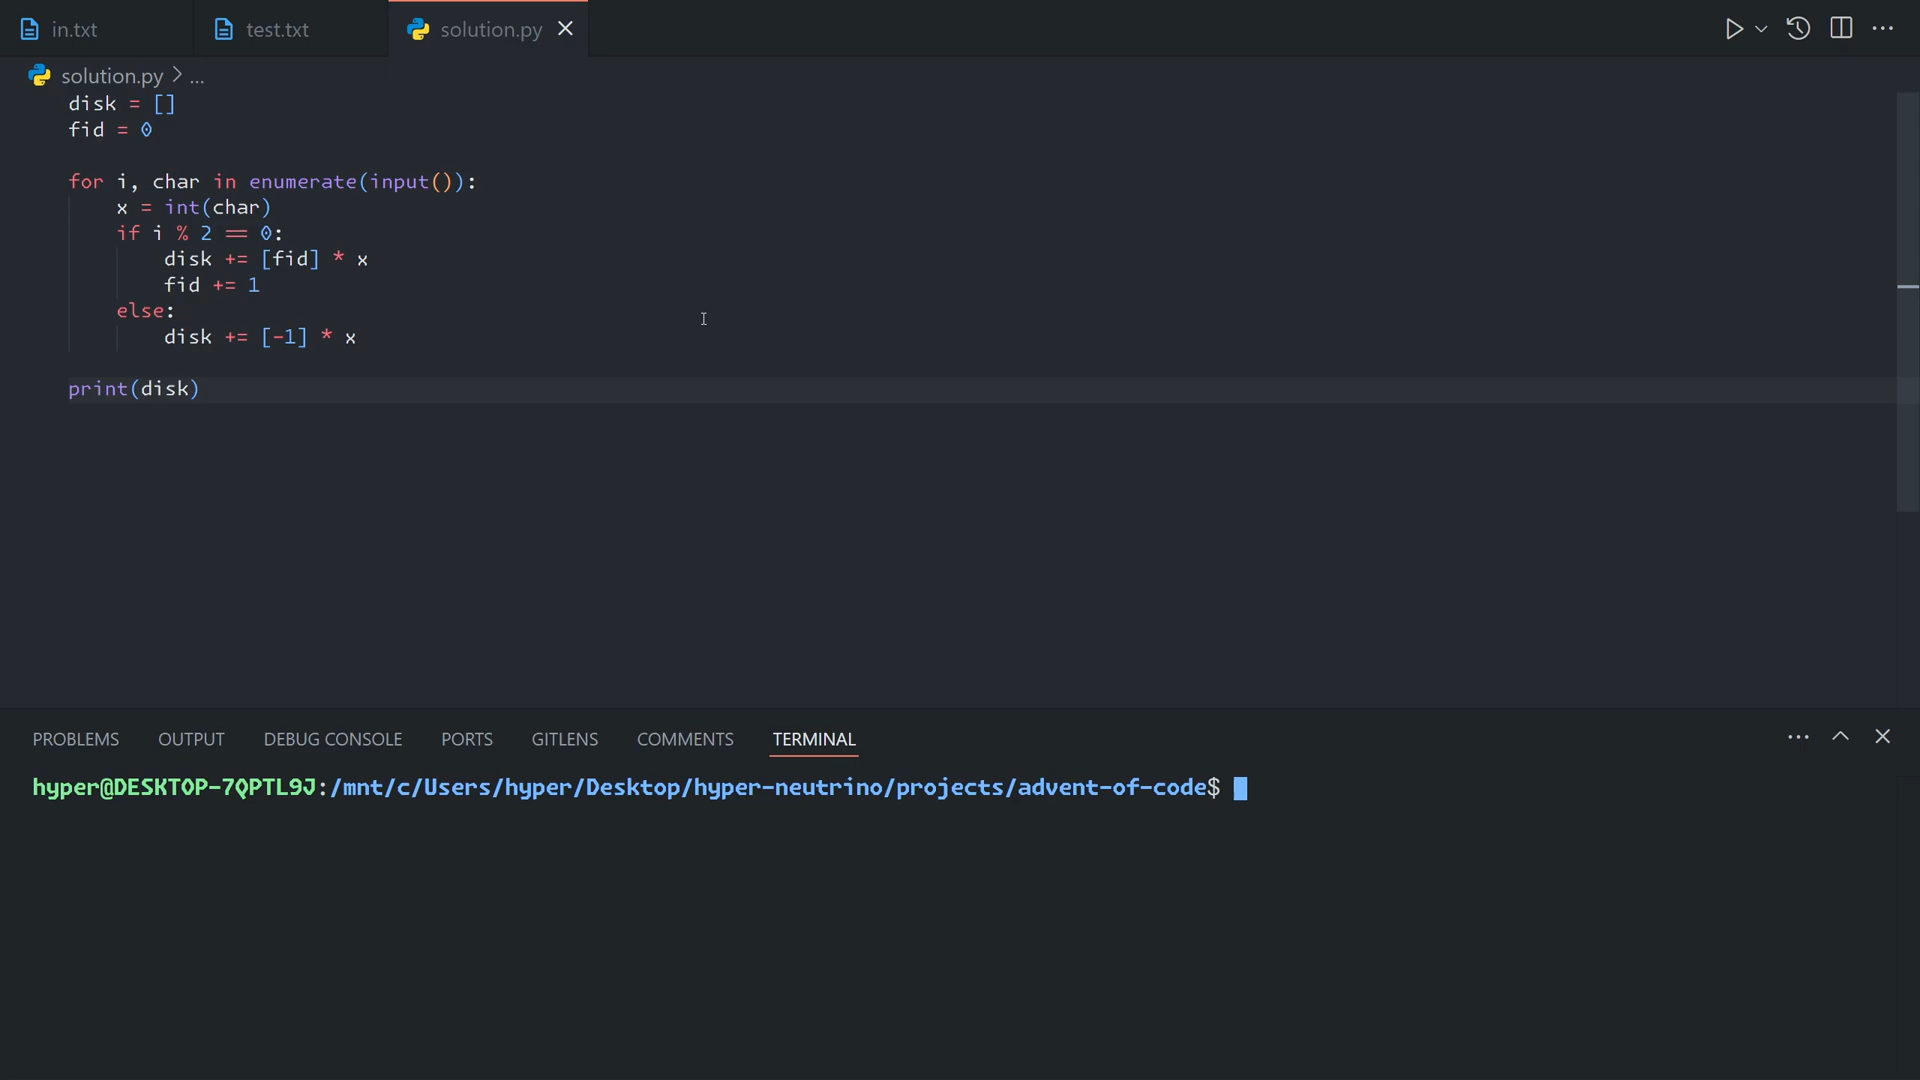 in.txt
test.txt
solution.py
solution.py > ...
disk = []
fid = 0
for i, char in enumerate(input()):
x = int(char)
if i % 2 == 0:
disk += [fid] * x
fid += 1
else:
disk += [-1] * x
print(disk)
PROBLEMS
OUTPUT
DEBUG CONSOLE
PORTS
GITLENS
COMMENTS
TERMINAL
hyper@DESKTOP-7QPTL9J:/mnt/c/Users/hyper/Desktop/hyper-neutrino/projects/advent-of-code$